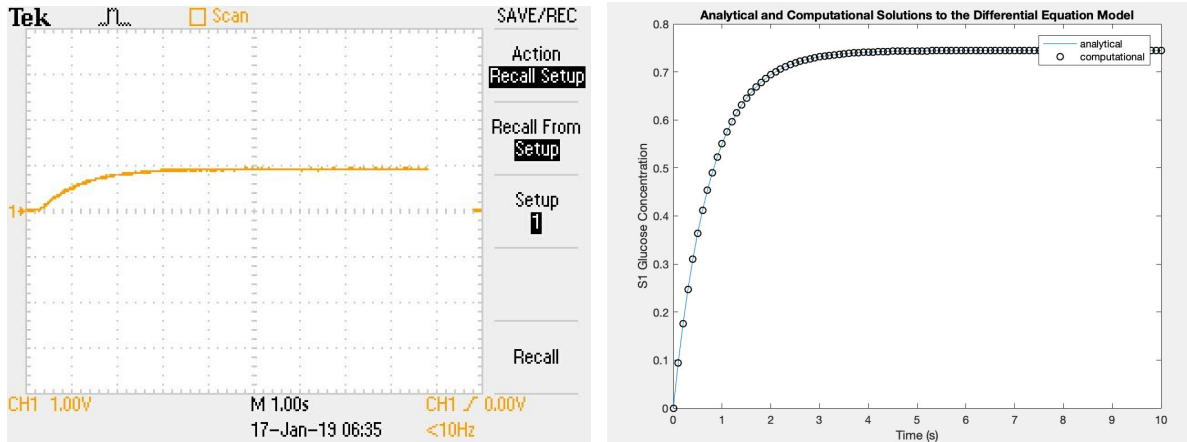 Tek
Scan
SAVE/REC
Action
Recall Setup
Recall From
Setup
Setup
1
Recall
1
CH1 1.00V
M 1.00s
CH1 / 0.00V
17-Jan-19 06:35
<10Hz
Analytical and Computational Solutions to the Differential Equation Model
analytical
computational
S1 Glucose Concentration
0.8
0.7
0.6
0.5
0.4
0.3
0.2
0.1
0
0 1 2 3 4 5 6 7 8 9 10
Time (s)